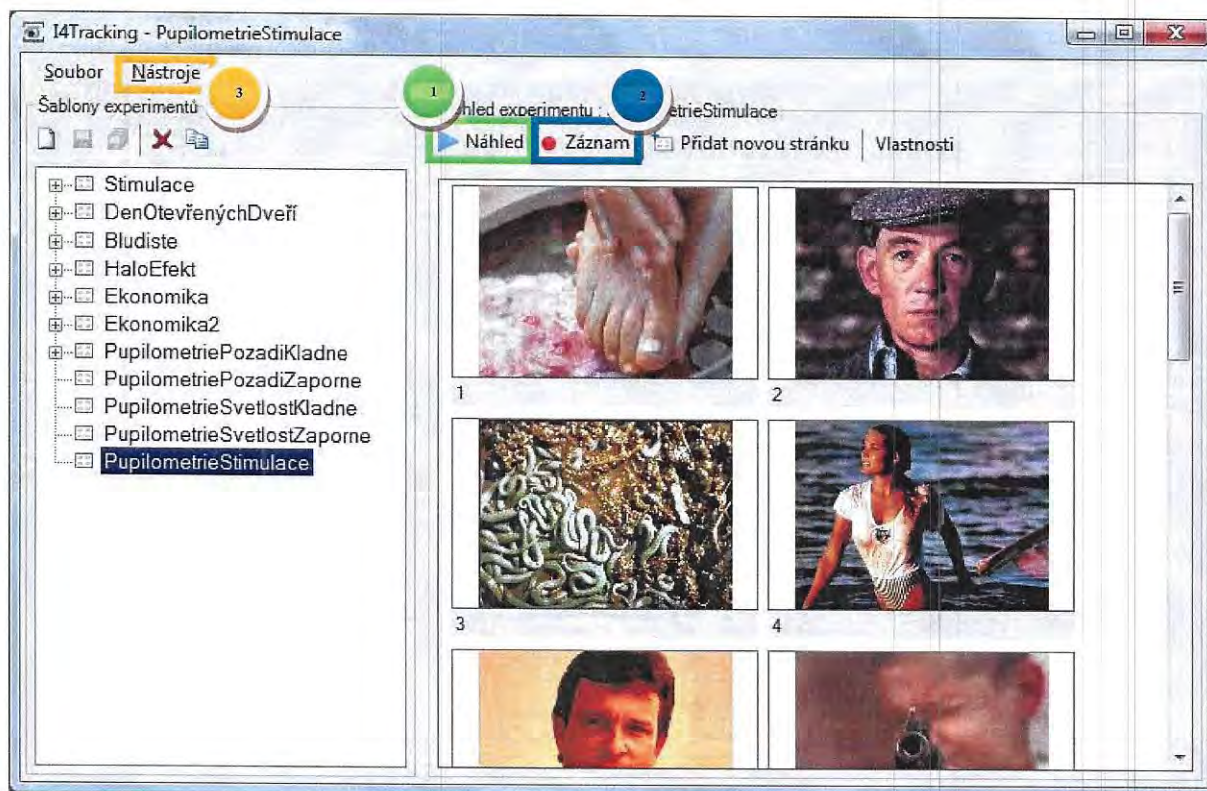 I4Tracking - PupilometrieStimulace
Soubor Nástroje
3
1
2
Šablony experimentů
hled experimentu : etrieStimulace
Náhled Záznam Přidat novou stránku Vlastnosti
Stimulace
DenOtevřenýchDveří
Bludiste
HaloEfekt
Ekonomika
Ekonomika2
PupilometriePozadiKladne
PupilometriePozadiZaporne
PupilometrieSvetlostKladne
PupilometrieSvetlostZaporne
PupilometrieStimulace
1
2
3
4